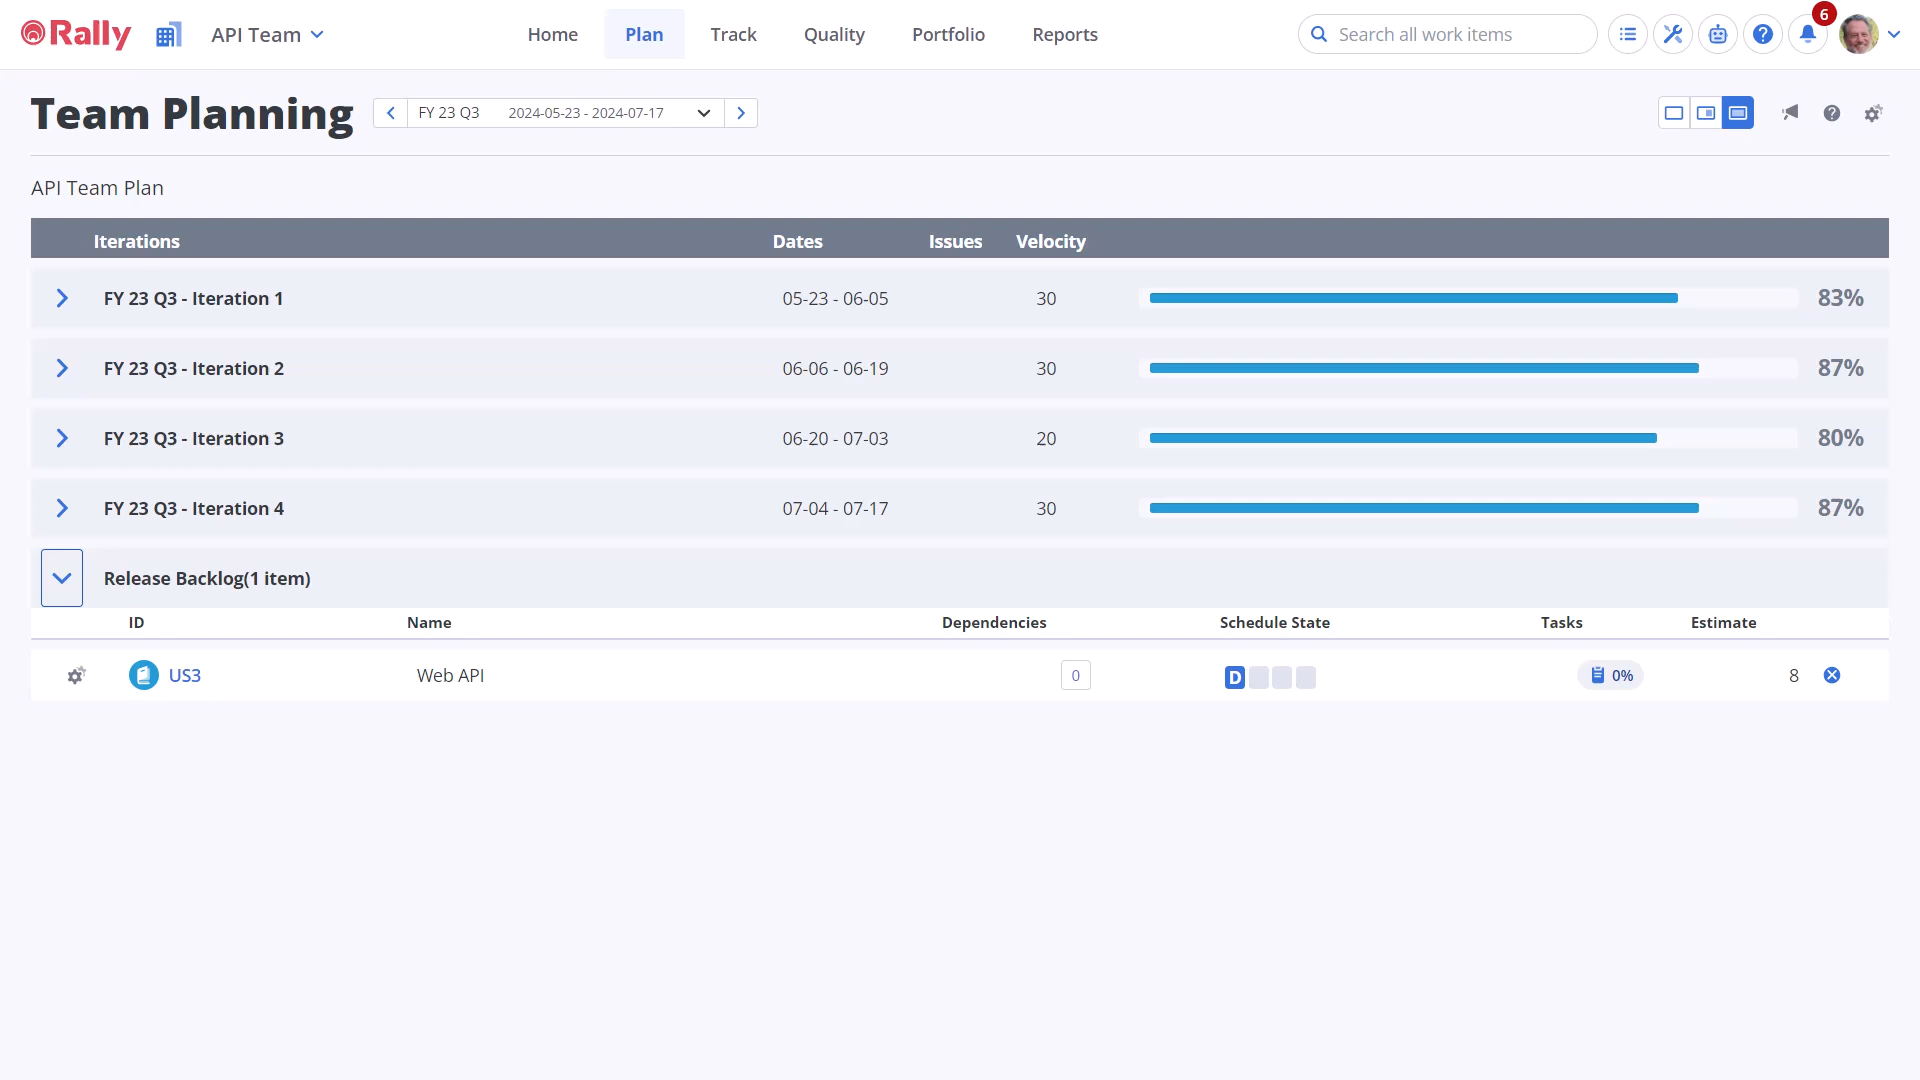 Rally API Team Home Plan Track Quality Portfolio Reports Search all work items 6
Team Planning FY 23 Q3 2024-05-23 - 2024-07-17
API Team Plan
Iterations Dates Issues Velocity
FY 23 Q3 - Iteration 1 05-23 - 06-05 30 83%
FY 23 Q3 - Iteration 2 06-06 - 06-19 30 87%
FY 23 Q3 - Iteration 3 06-20 - 07-03 20 80%
FY 23 Q3 - Iteration 4 07-04 - 07-17 30 87%
Release Backlog(1 item)
ID Name Dependencies Schedule State Tasks Estimate
US3 Web API 0 D 0% 8